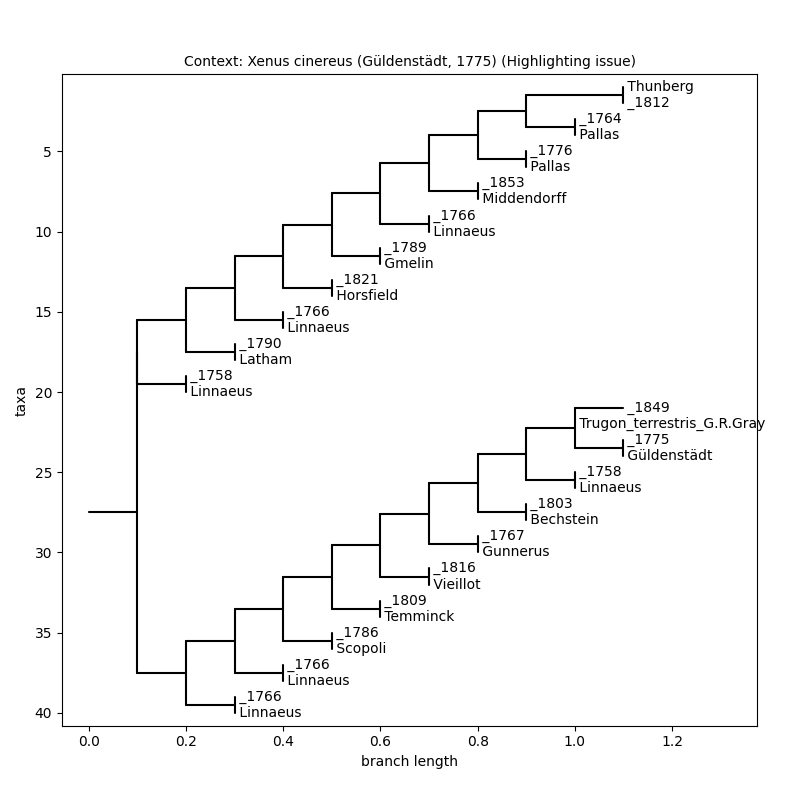 Context: Xenus cinereus (Güldenstädt, 1775) (Highlighting issue)
Thunberg
_1812
_1764
Pallas
_1776
Pallas
_1853
Middendorff
_1766
Linnaeus
_1789
Gmelin
_1821
Horsfield
_1766
Linnaeus
_1790
Latham
_1758
Linnaeus
_1849
Trugon_terrestris_G.R.Gray
_1775
Güldenstädt
_1758
Linnaeus
_1803
Bechstein
_1767
Gunnerus
_1816
Vieillot
_1809
Temminck
_1786
Scopoli
_1766
Linnaeus
_1766
Linnaeus
5
10
15
20
25
30
35
40
taxa
0.0 0.2 0.4 0.6 0.8 1.0 1.2
branch length